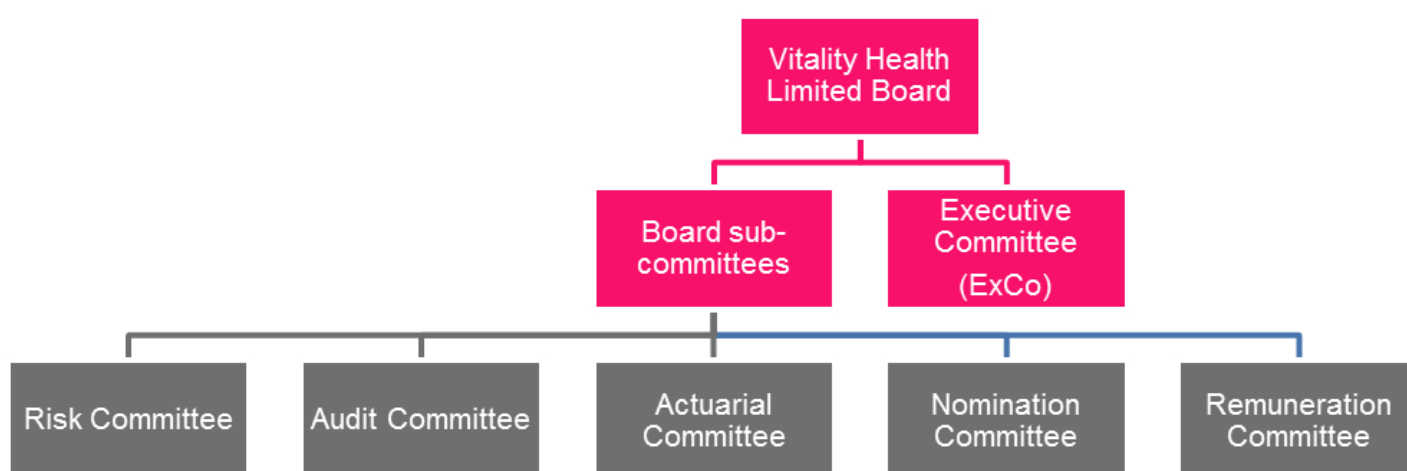 Vitality Health
Limited Board
Board sub-
committees
Executive
Committee
(ExCo)
Risk Committee
Audit Committee
Actuarial
Committee
Nomination
Committee
Remuneration
Committee